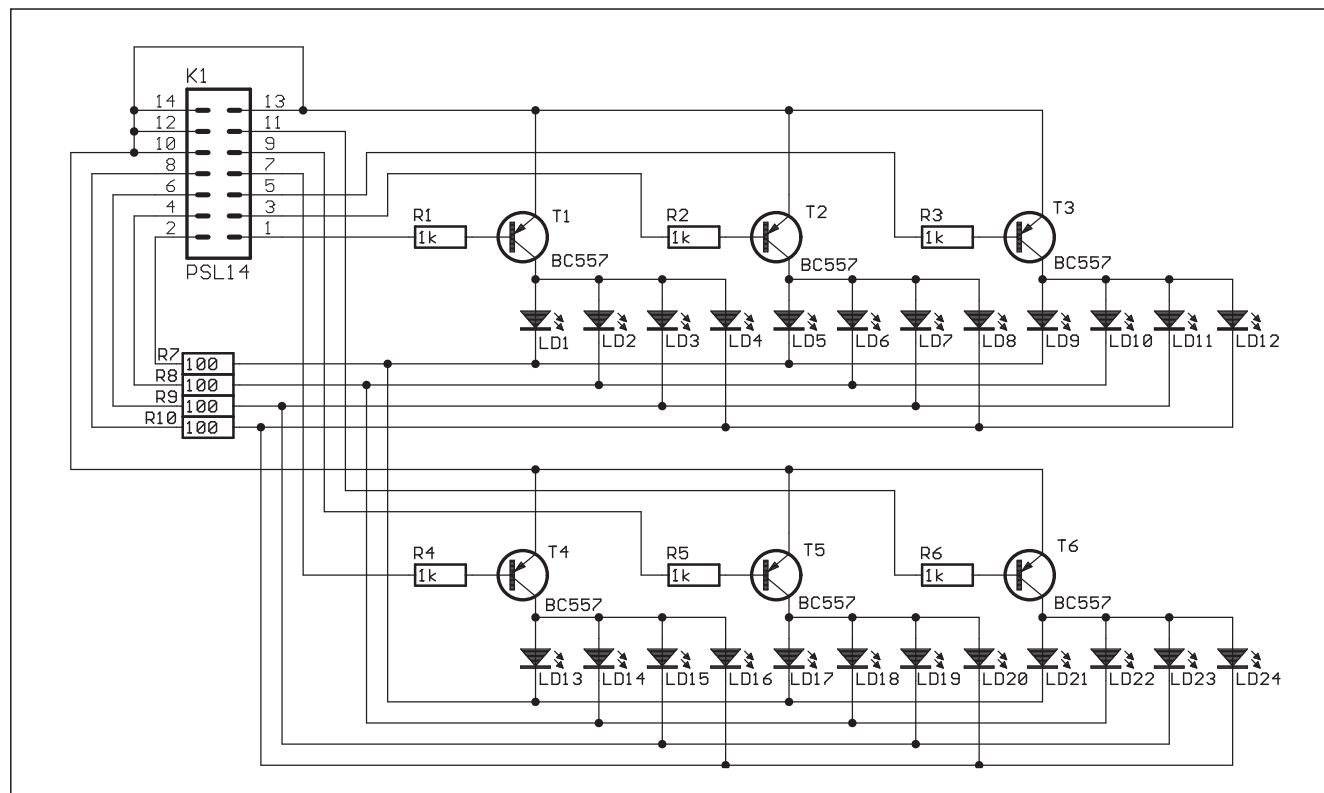 K1
14 13
12 11
10 9
8 7
6 5
4 3
2 1
PSL14
R1 T1 R2 T2 R3 T3
1k 1k 1k
BC557 BC557 BC557
LD1 LD2 LD3 LD4 LD5 LD6 LD7 LD8 LD9 LD10 LD11 LD12
R7 100
R8 100
R9 100
R10 100
R4 T4 R5 T5 R6 T6
1k 1k 1k
BC557 BC557 BC557
LD13 LD14 LD15 LD16 LD17 LD18 LD19 LD20 LD21 LD22 LD23 LD24